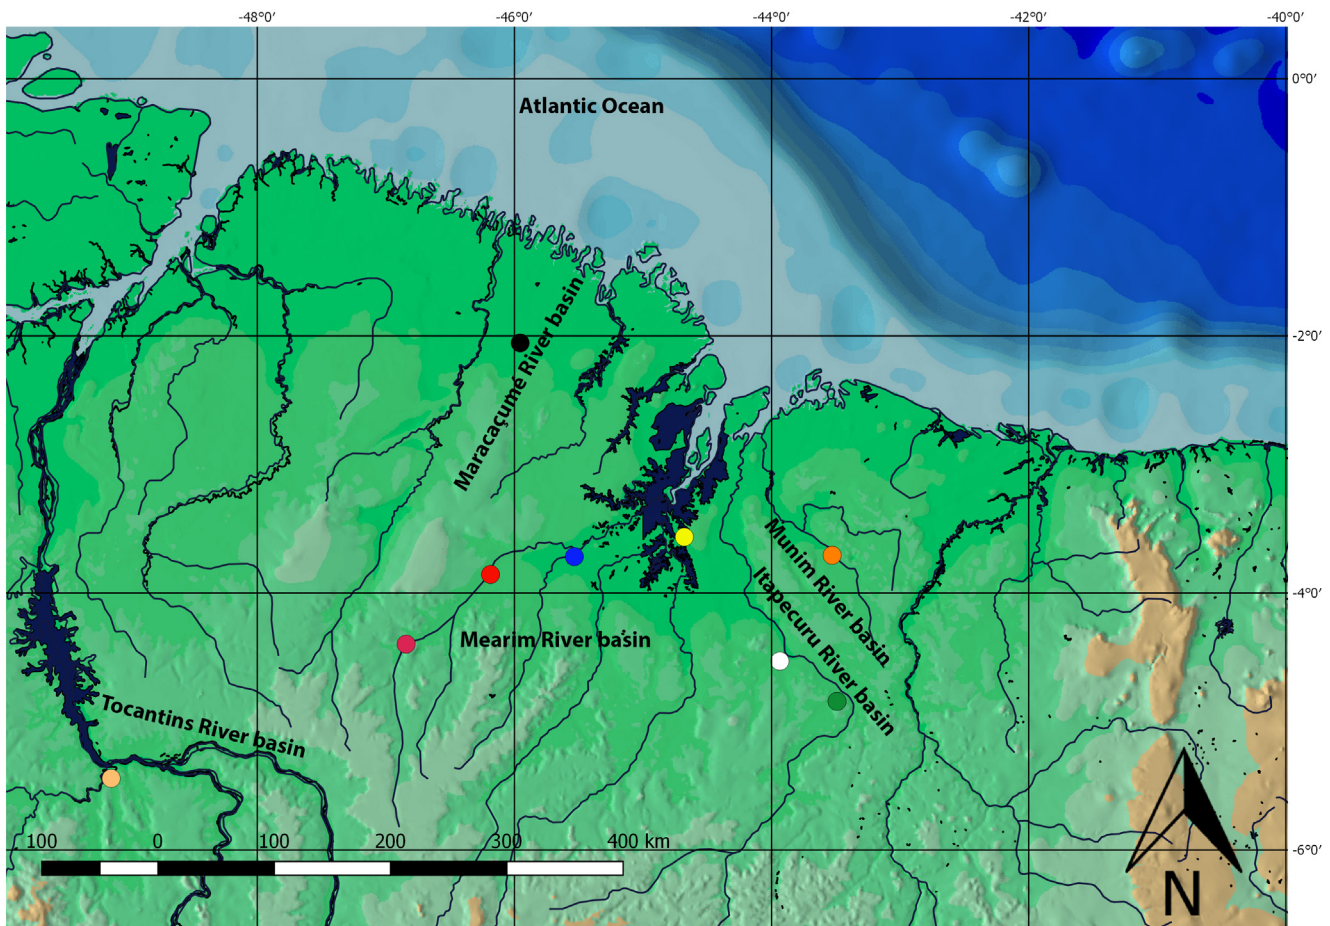 -48°0′ -46°0′ -44°0′ -42°0′ -40°0′
0°0′
Atlantic Ocean
-2°0′
Maracaçume River basin
Munim River basin
-4°0′
Itapecuru River basin
Mearim River basin
Tocantins River basin
100 0 100 200 300 400 km
-6°0′
N